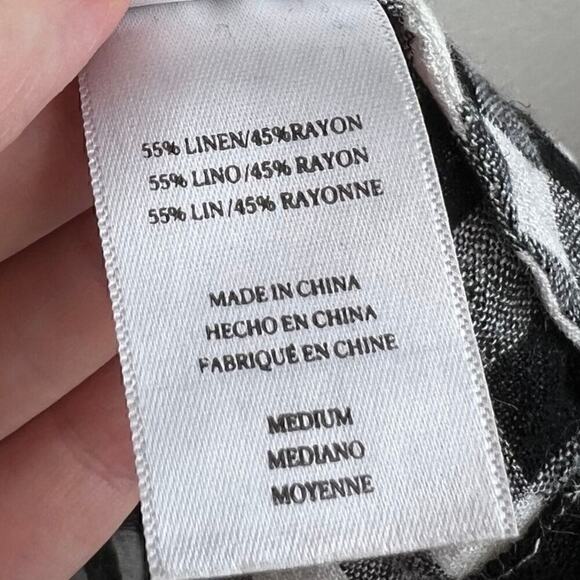 55% LINEN/45%RAYON
55% LINO/45% RAYON
55% LIN/45% RAYONNE
MADE IN CHINA
HECHO EN CHINA
FABRIQUÉ EN CHINE
MEDIUM
MEDIANO
MOYENNE